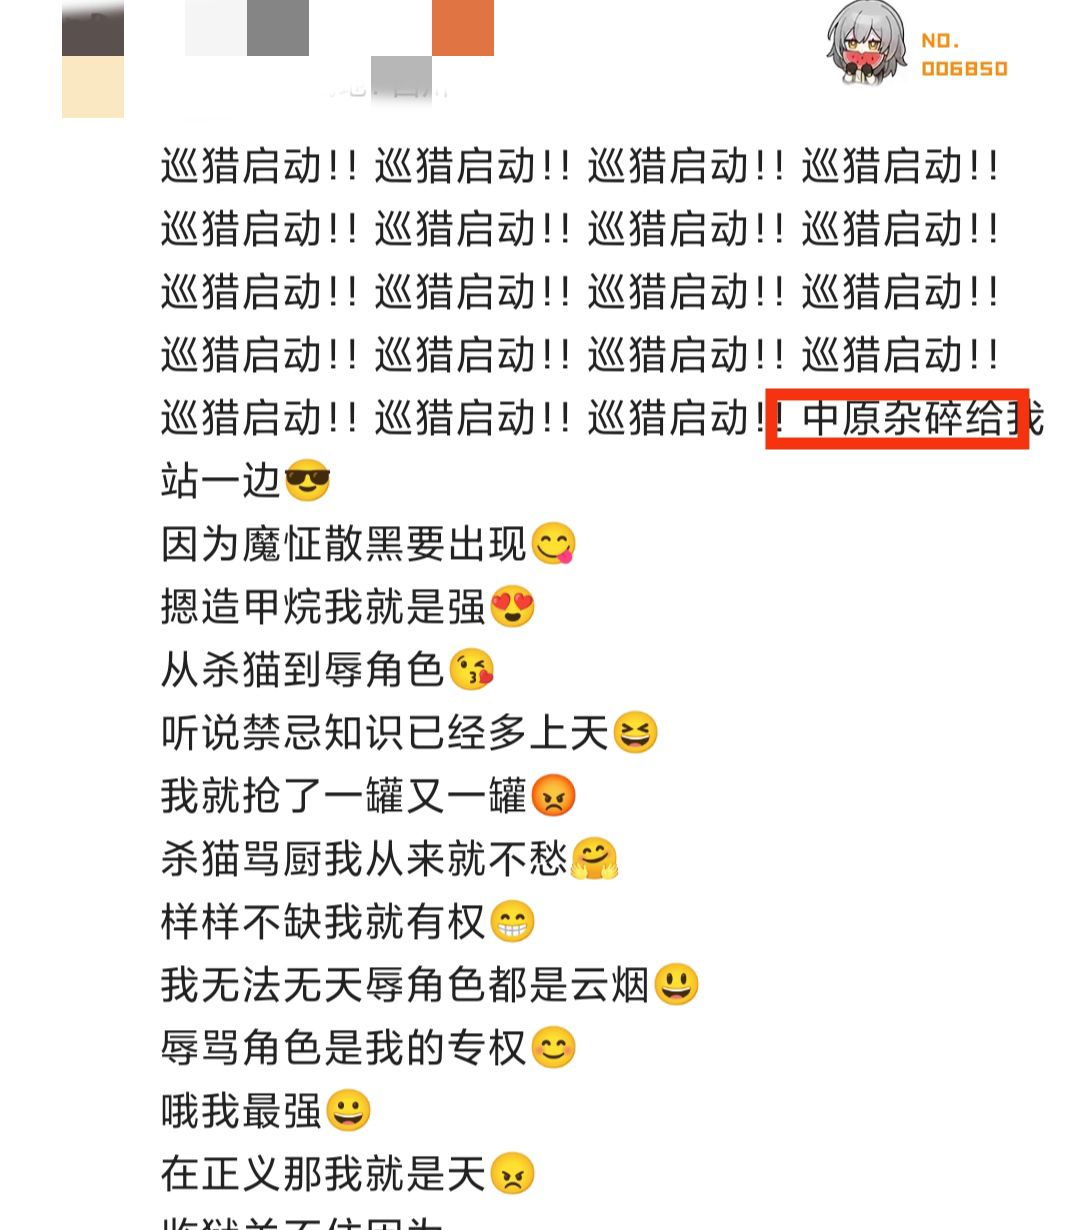 NO.
006850
巡猎启动!! 巡猎启动!! 巡猎启动!! 巡猎启动!!
巡猎启动!! 巡猎启动!! 巡猎启动!! 巡猎启动!!
巡猎启动!! 巡猎启动!! 巡猎启动!! 巡猎启动!!
巡猎启动!! 巡猎启动!! 巡猎启动!! 巡猎启动!!
巡猎启动!! 巡猎启动!! 巡猎启动!! 中原杂碎给我
站一边😎
因为魔怔散黑要出现😋
摁造甲烷我就是强😍
从杀猫到辱角色😘
听说禁忌知识已经多上天😆
我就抢了一罐又一罐😡
杀猫骂厨我从来就不愁🤗
样样不缺我就有权😁
我无法无天辱角色都是云烟😃
辱骂角色是我的专权😊
哦我最强😀
在正义那我就是天😠